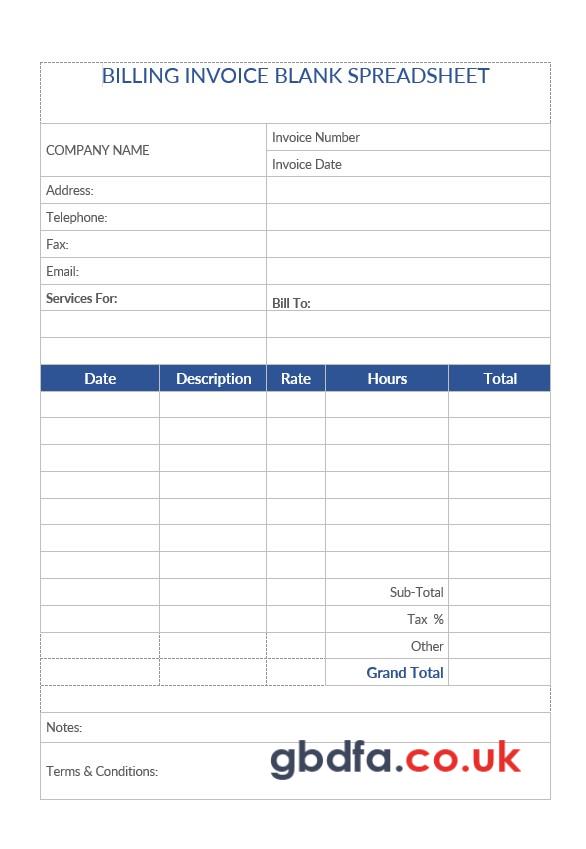 BILLING INVOICE BLANK SPREADSHEET
COMPANY NAME
Invoice Number
Invoice Date
Address:
Telephone:
Fax:
Email:
Services For:
Bill To:
Date Description Rate Hours Total
Sub-Total
Tax %
Other
Grand Total
Notes:
Terms & Conditions:
gbdfa.co.uk